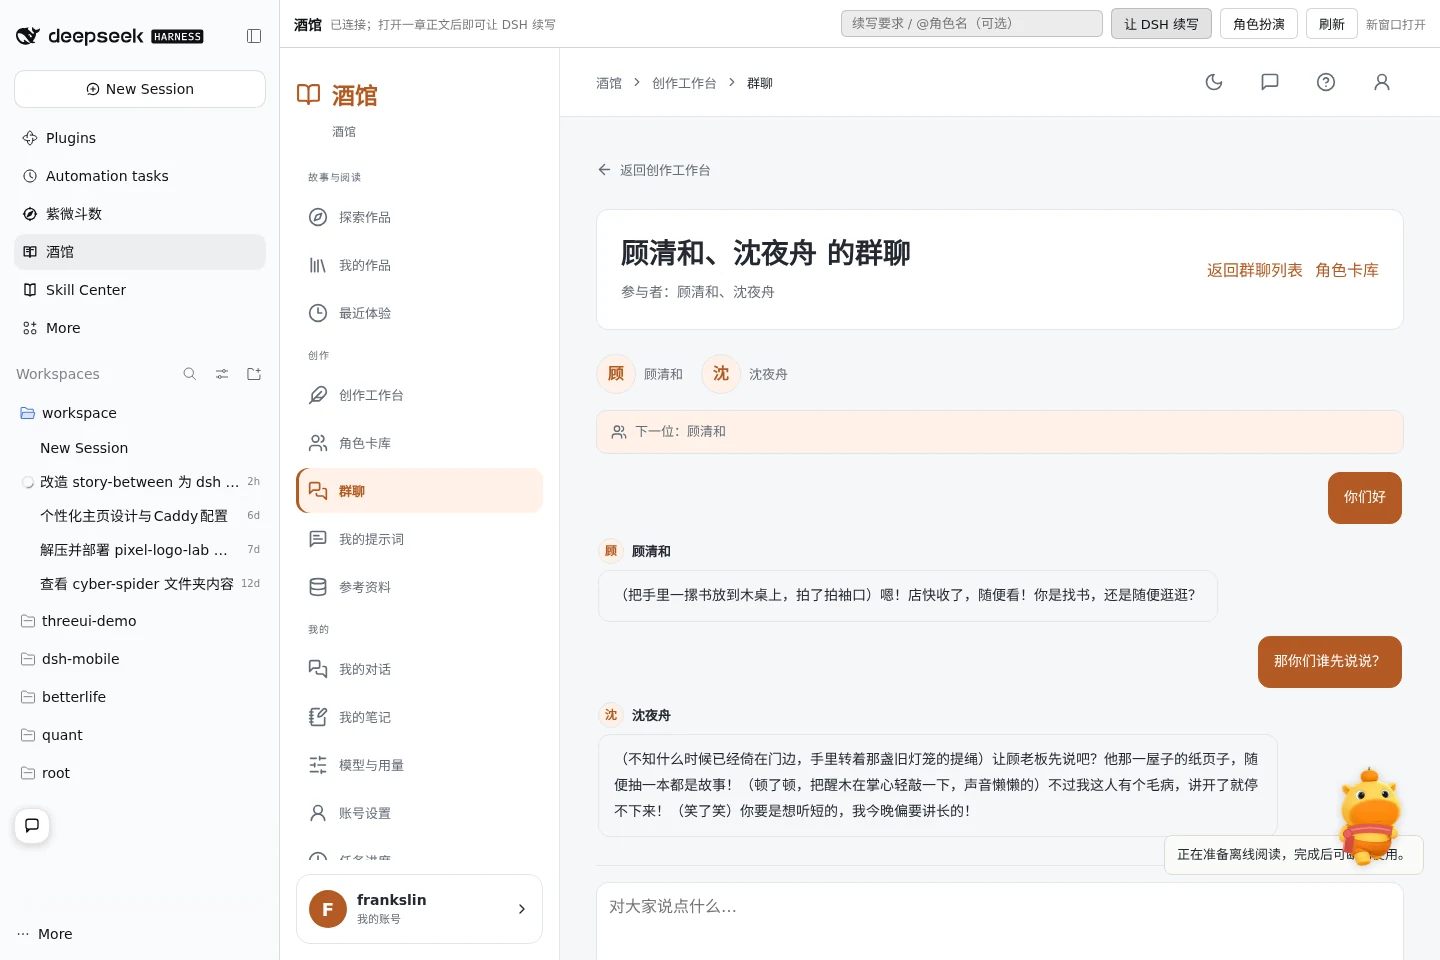 deepseek HARNESS
New Session
Plugins
Automation tasks
紫微斗数
酒馆
Skill Center
More
Workspaces
workspace
New Session
改造 story-between 为 dsh ... 2h
个性化主页设计与Caddy配置 6d
解压并部署 pixel-logo-lab ... 7d
查看 cyber-spider 文件夹内容 12d
threeui-demo
dsh-mobile
betterlife
quant
root
More
酒馆 已连接；打开一章正文后即可让 DSH 续写
续写要求 / @角色名（可选）
让 DSH 续写
角色扮演
刷新
新窗口打开
酒馆
酒馆
故事与阅读
探索作品
我的作品
最近体验
创作
创作工作台
角色卡库
群聊
我的提示词
参考资料
我的
我的对话
我的笔记
模型与用量
账号设置
F frankslin
我的账号
酒馆 > 创作工作台 > 群聊
返回创作工作台
顾清和、沈夜舟 的群聊
参与者：顾清和、沈夜舟
返回群聊列表 角色卡库
顾 顾清和 沈 沈夜舟
下一位：顾清和
你们好
顾 顾清和
（把手里一摞书放到木桌上，拍了拍袖口）嗯！店快收了，随便看！你是找书，还是随便逛逛？
那你们谁先说说？
沈 沈夜舟
（不知什么时候已经倚在门边，手里转着那盏旧灯笼的提绳）让顾老板先说吧？他那一屋子的纸页子，随
便抽一本都是故事！（顿了顿，把醒木在掌心轻敲一下，声音懒懒的）不过我这人有个毛病，讲开了就停
不下来！（笑了笑）你要是想听短的，我今晚偏要讲长的！
正在准备离线阅读，完成后可
用。
对大家说点什么...